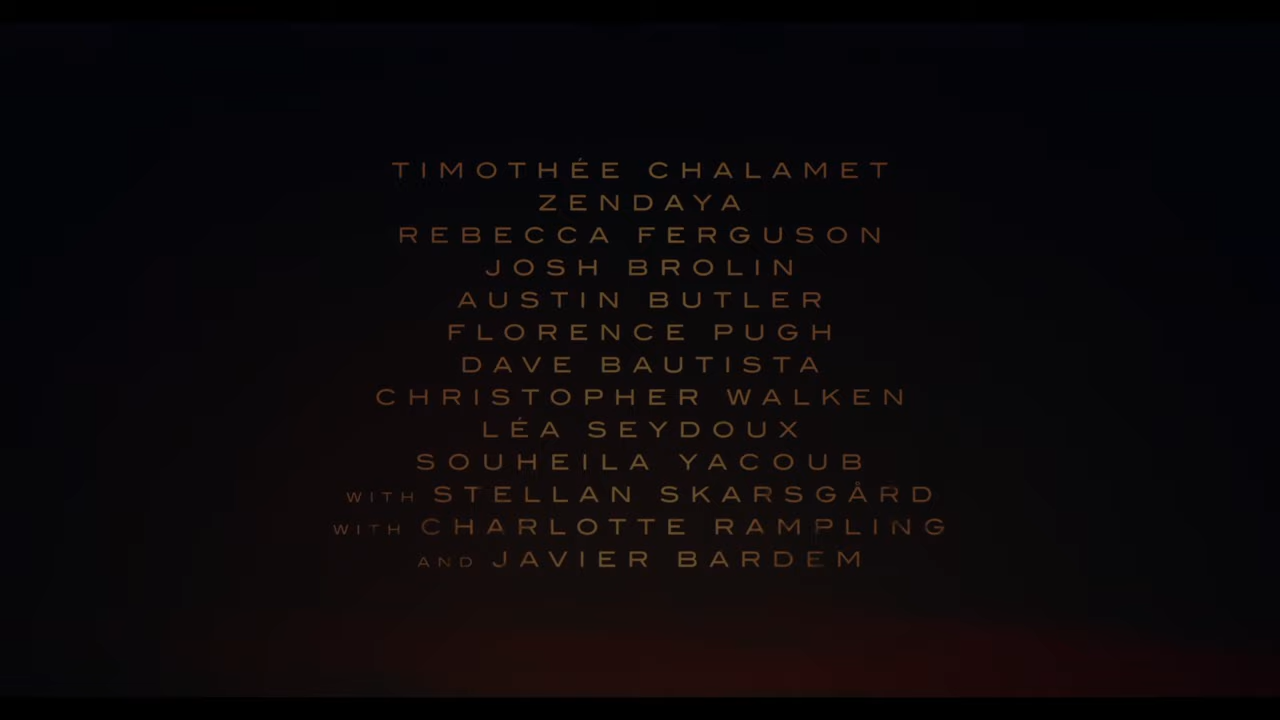 TIMOTHÉE CHALAMET
ZENDAYA
REBECCA FERGUSON
JOSH BROLIN
AUSTIN BUTLER
FLORENCE PUGH
DAVE BAUTISTA
CHRISTOPHER WALKEN
LÉA SEYDOUX
SOUHEILA YACOUB
WITH STELLAN SKARSGÅRD
WITH CHARLOTTE RAMPLING
AND JAVIER BARDEM